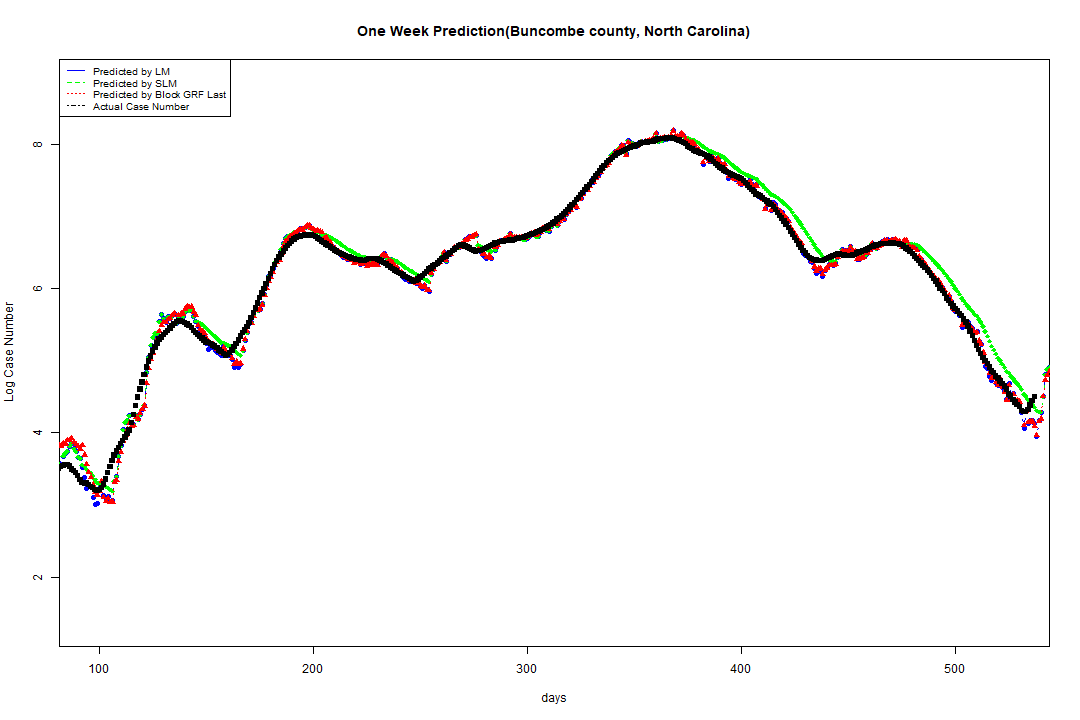 One Week Prediction(Buncombe county, North Carolina)
Predicted by LM
Predicted by SLM
Predicted by Block GRF Last
Actual Case Number
8
6
4
2
Log Case Number
100 200 300 400 500
days